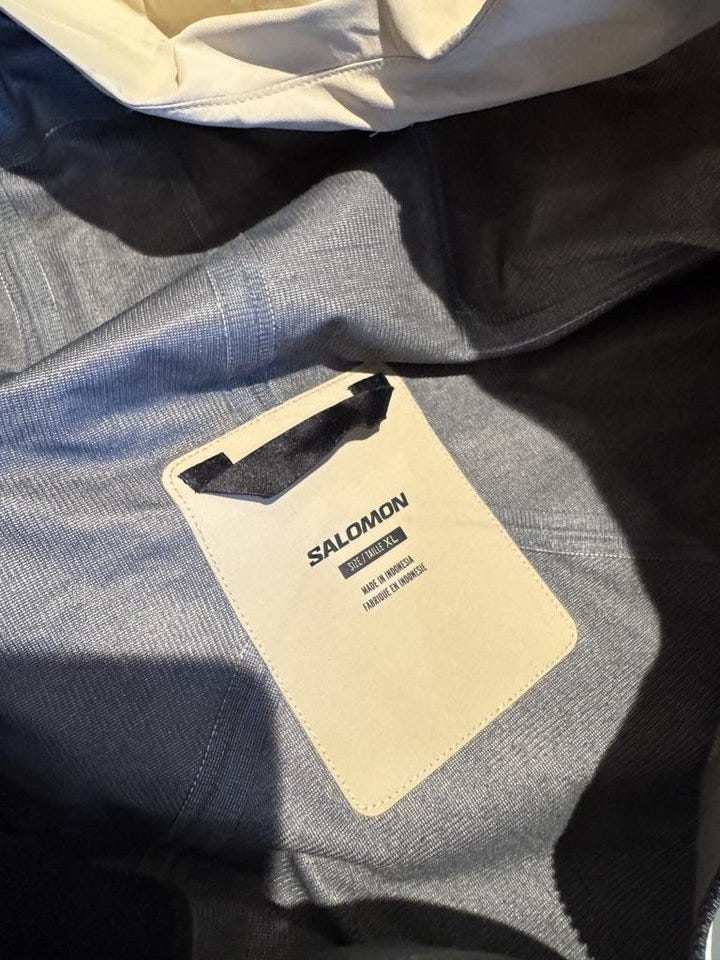 SALOMON
SIZE / TAILLE XL
MADE IN INDONESIA
FABRIQUE EN INDONESIE